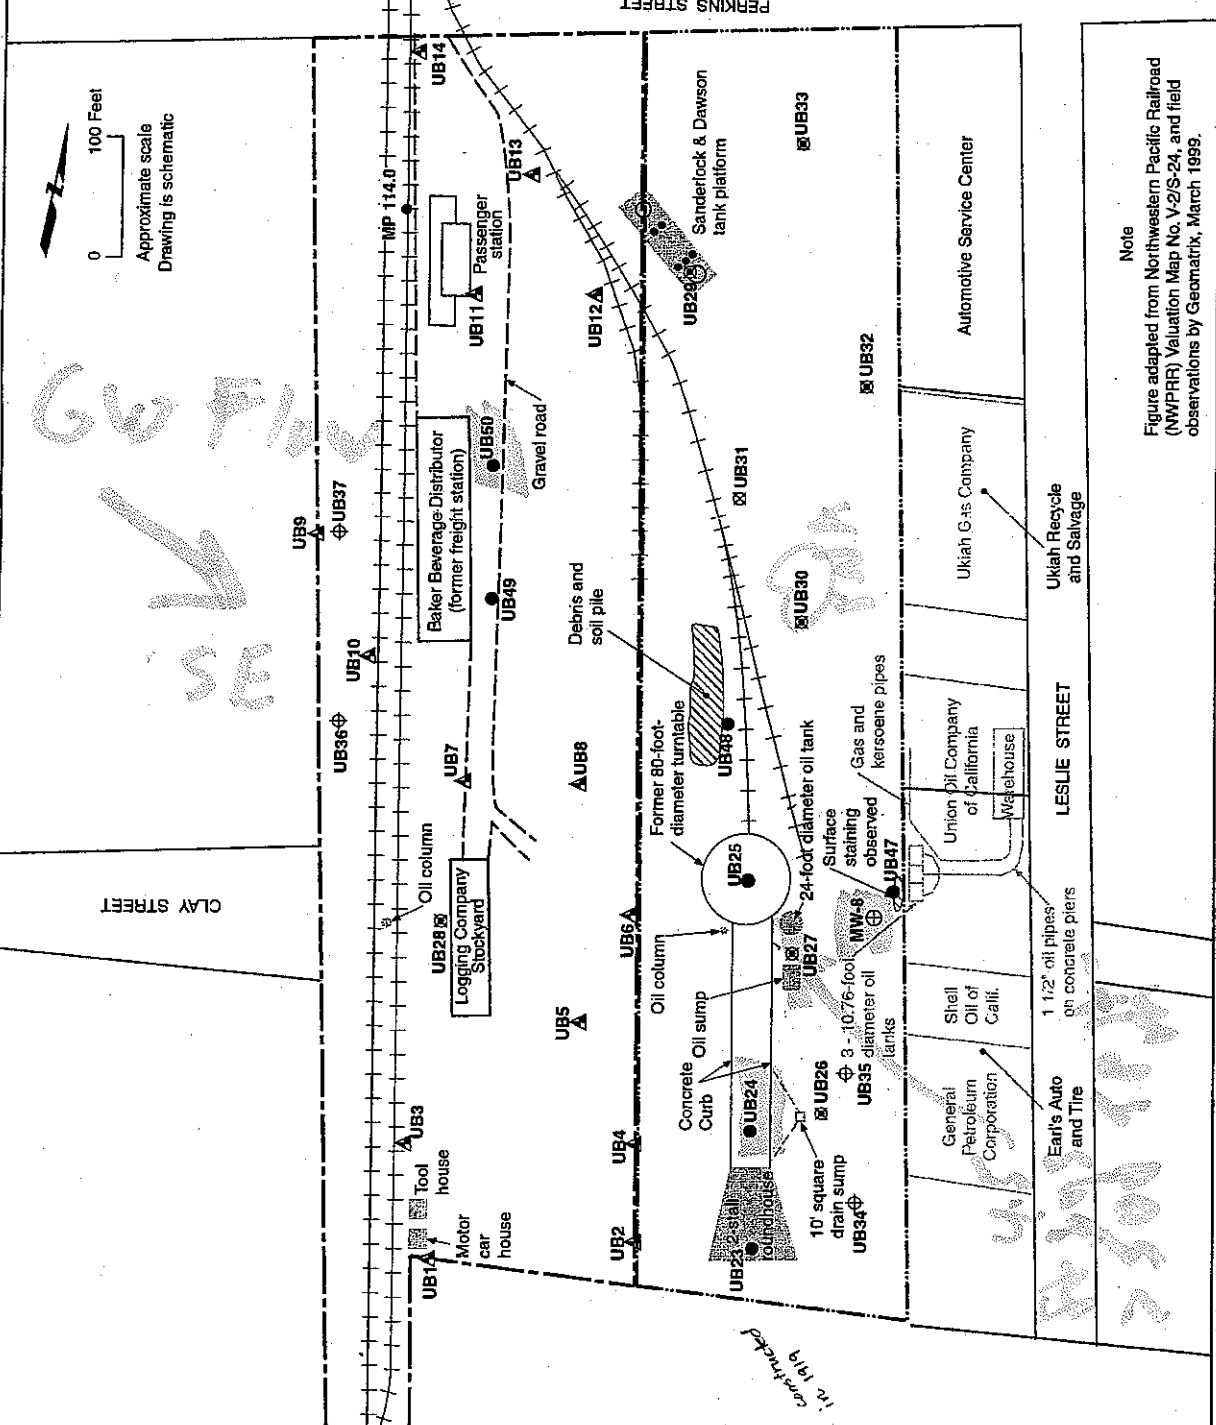 PERKINS STREET
0 100 Feet
Approximate scale
Drawing is schematic
GW Flow
SE
CLAY STREET
UB14
MP 114.0
UB13
Passenger
station
UB11
UB12
Sanderlock & Dawson
tank platform
UB29
UB33
UB32
Automotive Service Center
UB9
UB37
UB10
UB36
Baker Beverage Distributor
(former freight station)
UB50
UB49
Gravel road
UB31
UB30
Debris and
soil pile
UB48
Ukiah Gas Company
Ukiah Recycle
and Salvage
UB7
UB8
Former 80-foot-
diameter turntable
UB25
24-foot diameter oil tank
Surface
staining
observed
UB47
Gas and
kersoene pipes
Union Oil Company
of California
Warehouse
LESLIE STREET
Oil column
UB28
Logging Company
Stockyard
UB6
UB5
Oil column
Oil sump
UB27
MW-8
3 - 10.76-foot
diameter oil
tanks
UB35
UB26
Shell
Oil of
Calif.
1 1/2" oil pipes
on concrete piers
Concrete
Curb
UB24
UB3
Tool
house
Motor
car
house
UB1
UB4
UB2
UB23
2-stall
roundhouse
10' square
drain sump
UB34
General
Petroleum
Corporation
Earl's Auto
and Tire
constructed
in 1919
Note
Figure adapted from Northwestern Pacific Railroad
(NWPRR) Valuation Map No. V-2/S-24, and field
observations by Geomatrix, March 1999.